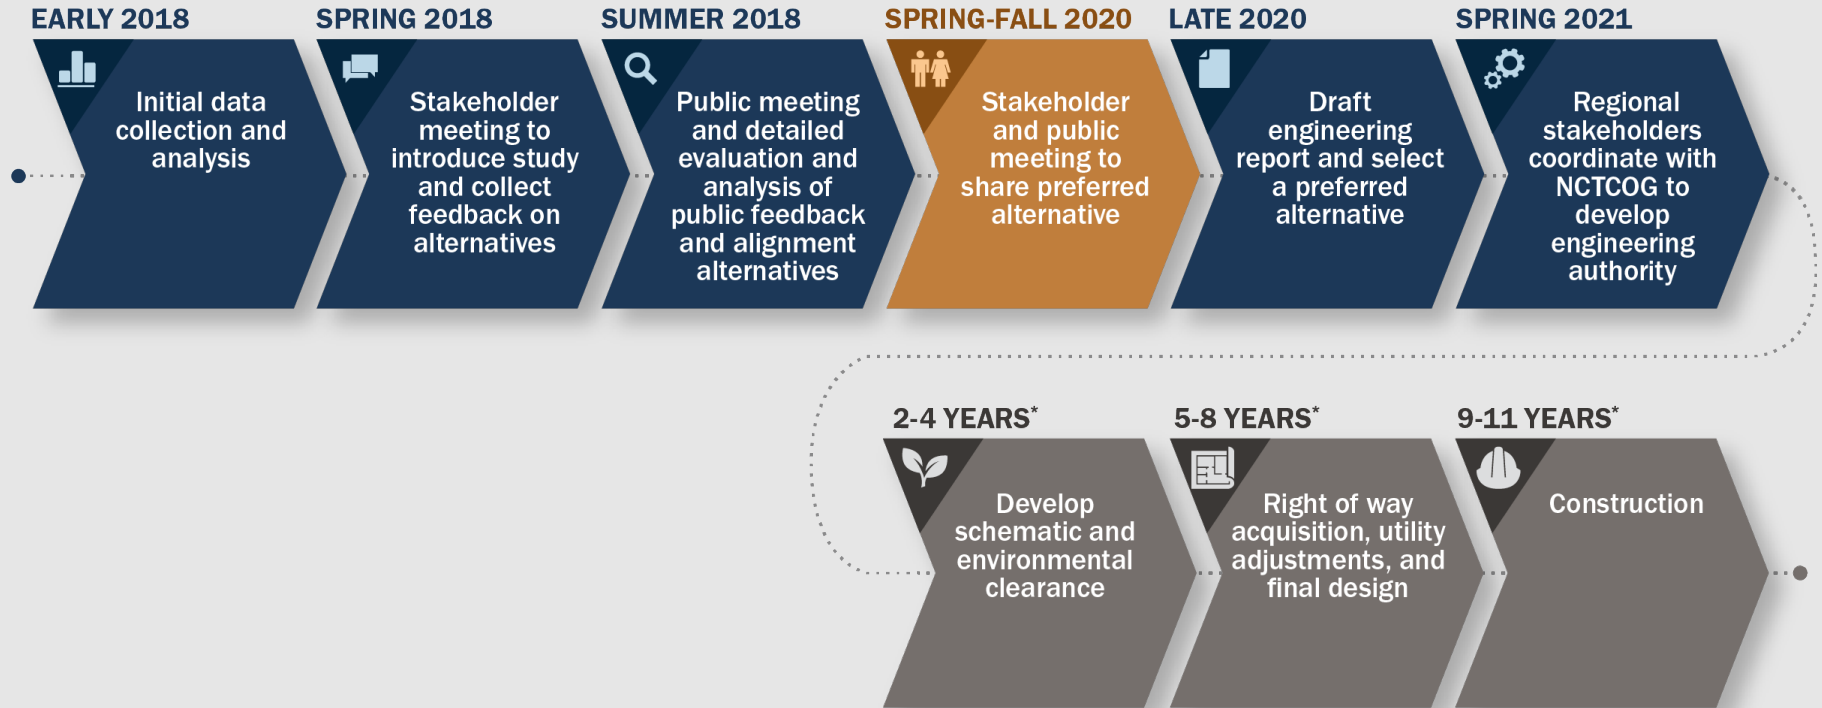 EARLY 2018
Initial data
collection and
analysis
SPRING 2018
Stakeholder
meeting to
introduce study
and collect
feedback on
alternatives
SUMMER 2018
Public meeting
and detailed
evaluation and
analysis of
public feedback
and alignment
alternatives
SPRING-FALL 2020
Stakeholder
and public
meeting to
share preferred
alternative
LATE 2020
Draft
engineering
report and select
a preferred
alternative
SPRING 2021
Regional
stakeholders
coordinate with
NCTCOG to
develop
engineering
authority
2-4 YEARS*
Develop
schematic and
environmental
clearance
5-8 YEARS*
Right of way
acquisition, utility
adjustments, and
final design
9-11 YEARS*
Construction